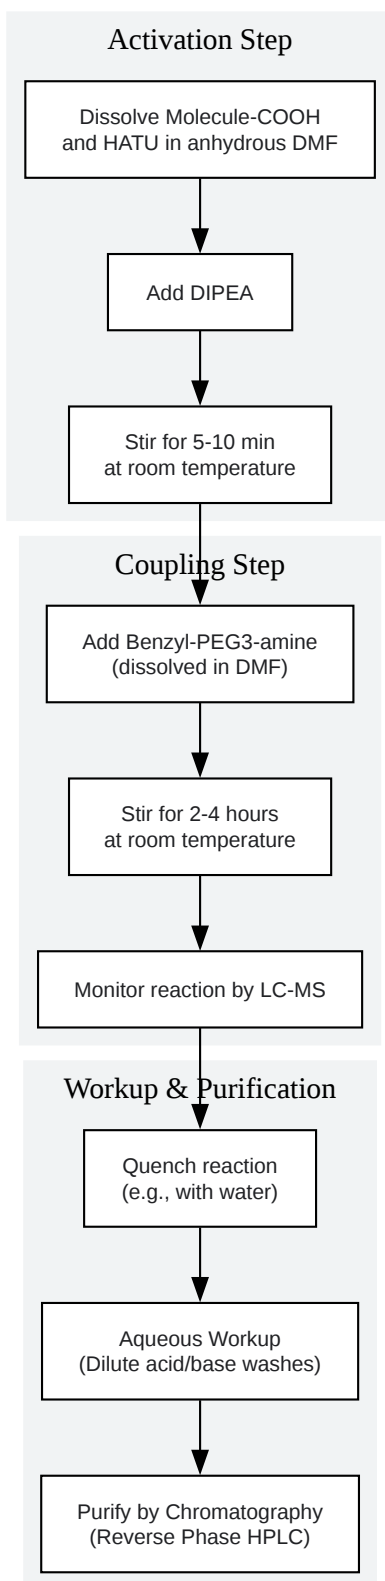 Activation Step
Dissolve Molecule-COOH
and HATU in anhydrous DMF
Add DIPEA
Stir for 5-10 min
at room temperature
Coupling Step
Add Benzyl-PEG3-amine
(dissolved in DMF)
Stir for 2-4 hours
at room temperature
Monitor reaction by LC-MS
Workup & Purification
Quench reaction
(e.g., with water)
Aqueous Workup
(Dilute acid/base washes)
Purify by Chromatography
(Reverse Phase HPLC)